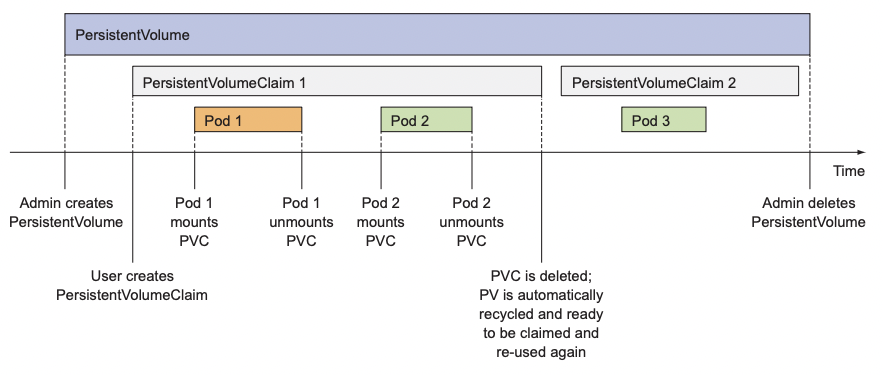 PersistentVolume
PersistentVolumeClaim 1
PersistentVolumeClaim 2
Pod 1
Pod 2
Pod 3
Time
Admin creates
PersistentVolume
Pod 1
mounts
PVC
Pod 1
unmounts
PVC
Pod 2
mounts
PVC
Pod 2
unmounts
PVC
Admin deletes
PersistentVolume
User creates
PersistentVolumeClaim
PVC is deleted;
PV is automatically
recycled and ready
to be claimed and
re-used again